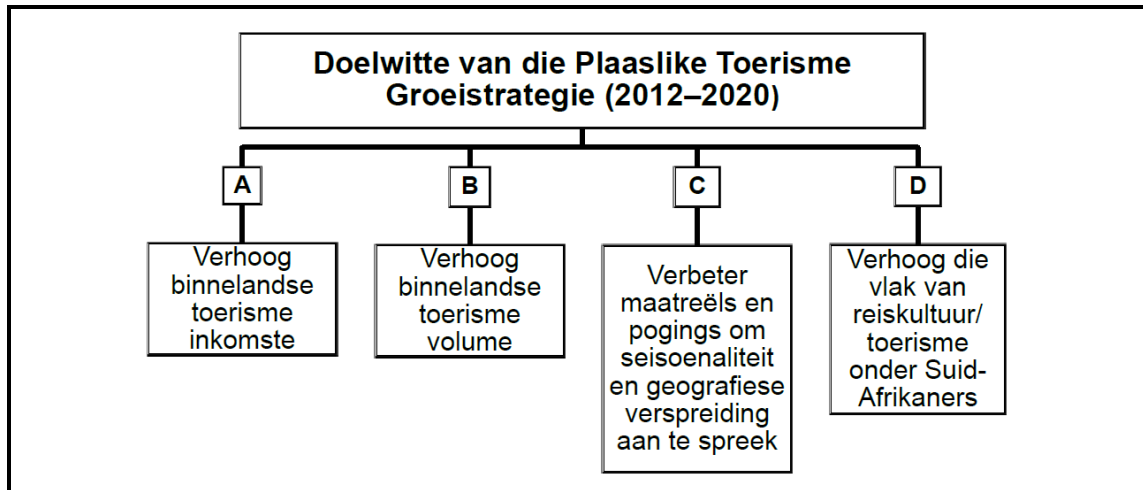 Doelwitte van die Plaaslike Toerisme
Groeistrategie (2012–2020)
A
B
C
D
Verhoog
binnelandse
toerisme
inkomste
Verhoog
binnelandse
toerisme
volume
Verbeter
maatreëls en
pogings om
seisoenaliteit
en geografiese
verspreiding
aan te spreek
Verhoog die
vlak van
reiskultuur/
toerisme
onder Suid-
Afrikaners